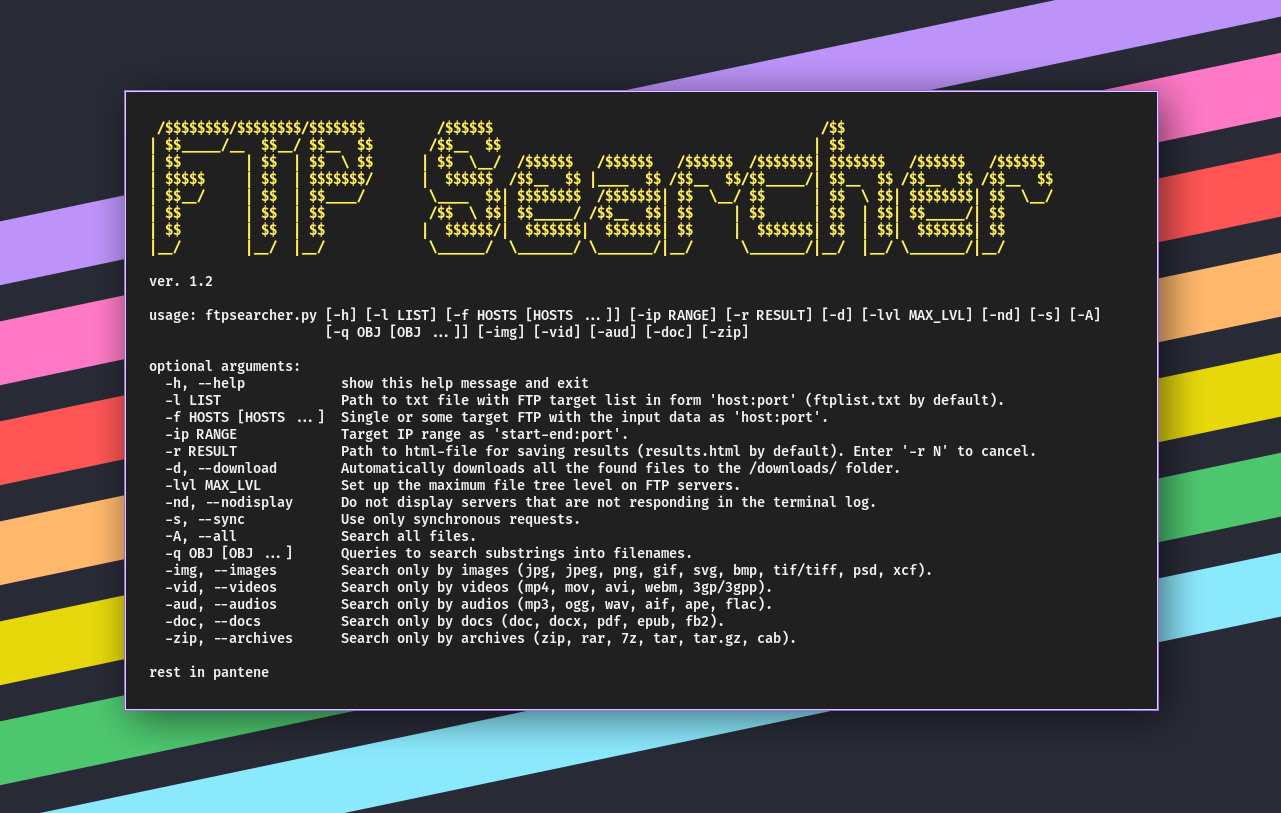 FTP Searcher
ver. 1.2
usage: ftpsearcher.py [-h] [-l LIST] [-f HOSTS [HOSTS ...]] [-ip RANGE] [-r RESULT] [-d] [-lvl MAX_LVL] [-nd] [-s] [-A]
[-q OBJ [OBJ ...]] [-img] [-vid] [-aud] [-doc] [-zip]
optional arguments:
-h, --help show this help message and exit
-l LIST Path to txt file with FTP target list in form 'host:port' (ftplist.txt by default).
-f HOSTS [HOSTS ...] Single or some target FTP with the input data as 'host:port'.
-ip RANGE Target IP range as 'start-end:port'.
-r RESULT Path to html-file for saving results (results.html by default). Enter '-r N' to cancel.
-d, --download Automatically downloads all the found files to the /downloads/ folder.
-lvl MAX_LVL Set up the maximum file tree level on FTP servers.
-nd, --nodisplay Do not display servers that are not responding in the terminal log.
-s, --sync Use only synchronous requests.
-A, --all Search all files.
-q OBJ [OBJ ...] Queries to search substrings into filenames.
-img, --images Search only by images (jpg, jpeg, png, gif, svg, bmp, tif/tiff, psd, xcf).
-vid, --videos Search only by videos (mp4, mov, avi, webm, 3gp/3gpp).
-aud, --audios Search only by audios (mp3, ogg, wav, aif, ape, flac).
-doc, --docs Search only by docs (doc, docx, pdf, epub, fb2).
-zip, --archives Search only by archives (zip, rar, 7z, tar, tar.gz, cab).
rest in pantene